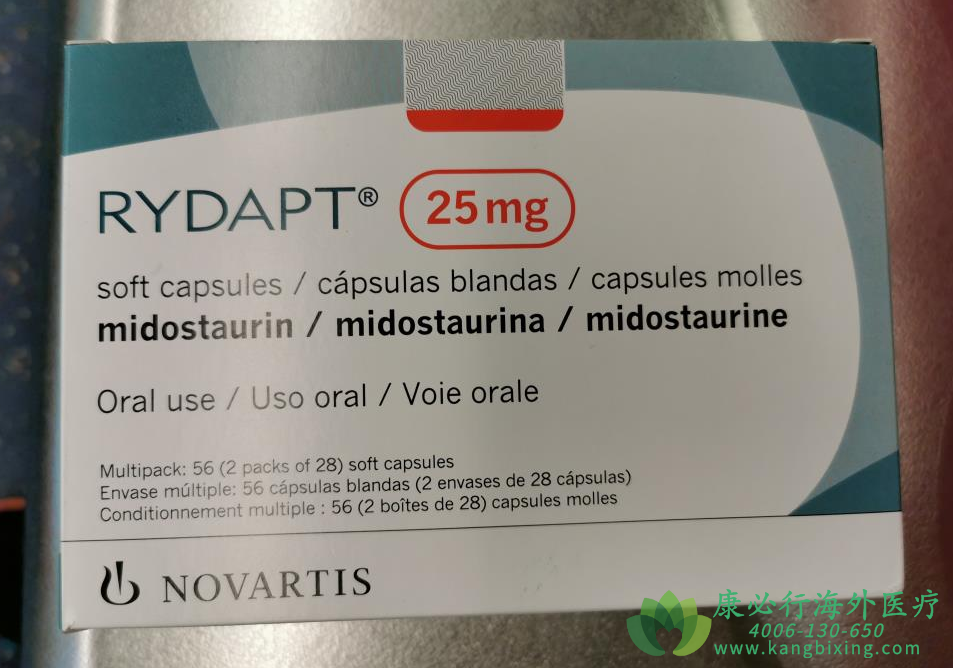 RYDAPT® 25 mg
soft capsules / cápsulas blandas / capsules molles
midostaurin / midostaurina / midostaurine
Oral use / Uso oral / Voie orale
Multipack: 56 (2 packs of 28) soft capsules
Envase múltiple: 56 cápsulas blandas (2 envases de 28 cápsulas)
Conditionnement multiple : 56 (2 boîtes de 28) capsules molles
NOVARTIS
康必行海外医疗
4006-130-650
www.kangbixing.com